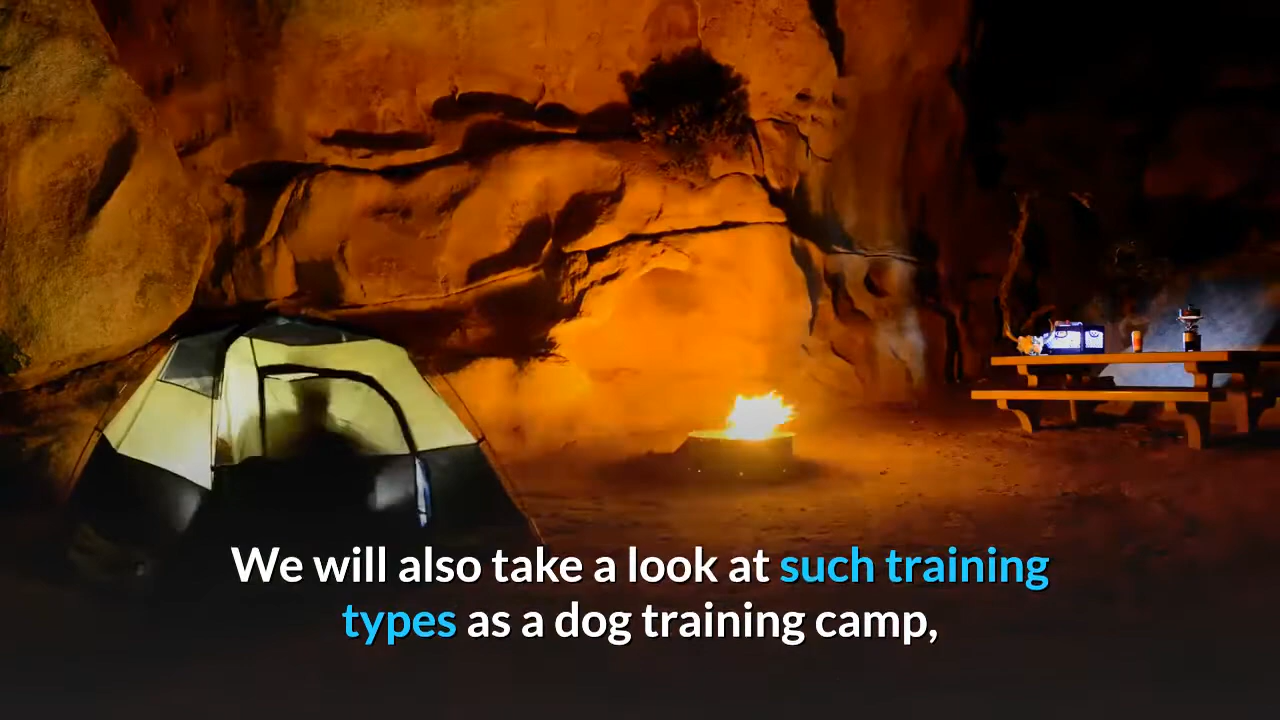 We will also take a look at such training
types as a dog training camp,